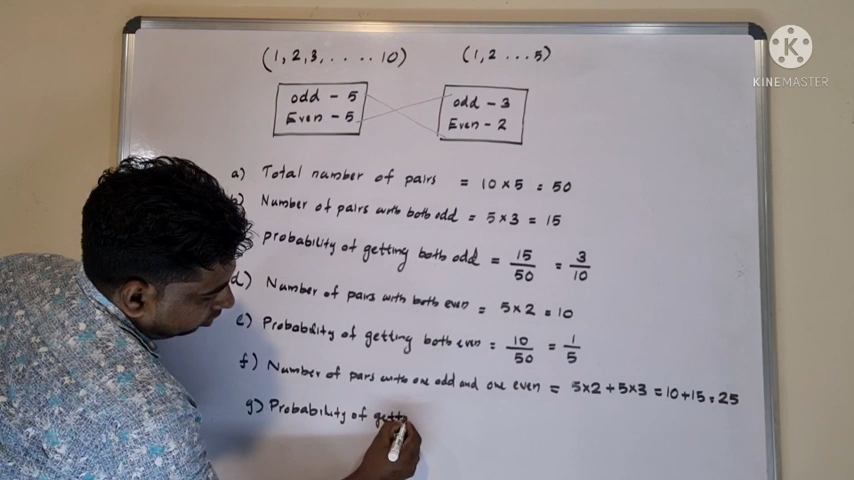 (1, 2, 3, ..... 10) (1, 2 ... 5)
odd - 5
Even - 5
odd - 3
Even - 2
a) Total number of pairs = 10 × 5 = 50
b) Number of pairs with both odd = 5 × 3 = 15
probability of getting both odd = 15/50 = 3/10
d) Number of pairs with both even = 5 × 2 = 10
e) Probability of getting both even = 10/50 = 1/5
f) Number of pairs with one odd and one even = 5×2 + 5×3 = 10 + 15 = 25
g) Probability of gett
K
KINEMASTER